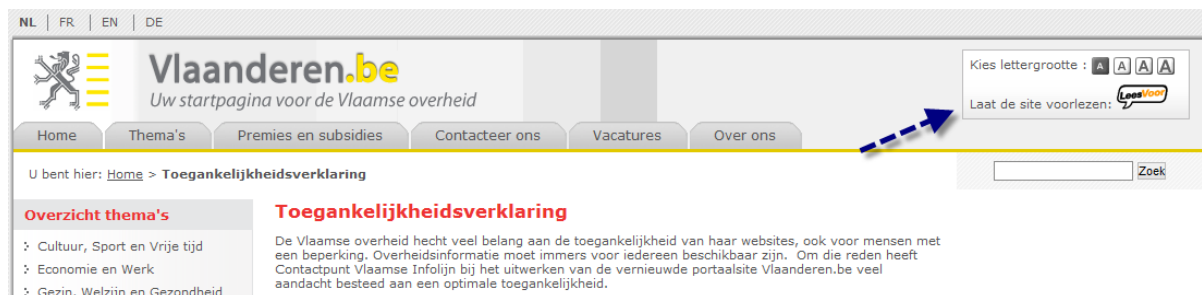 NL | FR | EN | DE
Vlaanderen.be
Uw startpagina voor de Vlaamse overheid
Kies lettergrootte : A A A A
Laat de site voorlezen: LeesVoor
Home Thema's Premies en subsidies Contacteer ons Vacatures Over ons
U bent hier: Home > Toegankelijkheidsverklaring
Zoek
Overzicht thema's
Cultuur, Sport en Vrije tijd
Economie en Werk
Gezin, Welzijn en Gezondheid
Toegankelijkheidsverklaring
De Vlaamse overheid hecht veel belang aan de toegankelijkheid van haar websites, ook voor mensen met
een beperking. Overheidsinformatie moet immers voor iedereen beschikbaar zijn. Om die reden heeft
Contactpunt Vlaamse Infolijn bij het uitwerken van de vernieuwde portaalsite Vlaanderen.be veel
aandacht besteed aan een optimale toegankelijkheid.